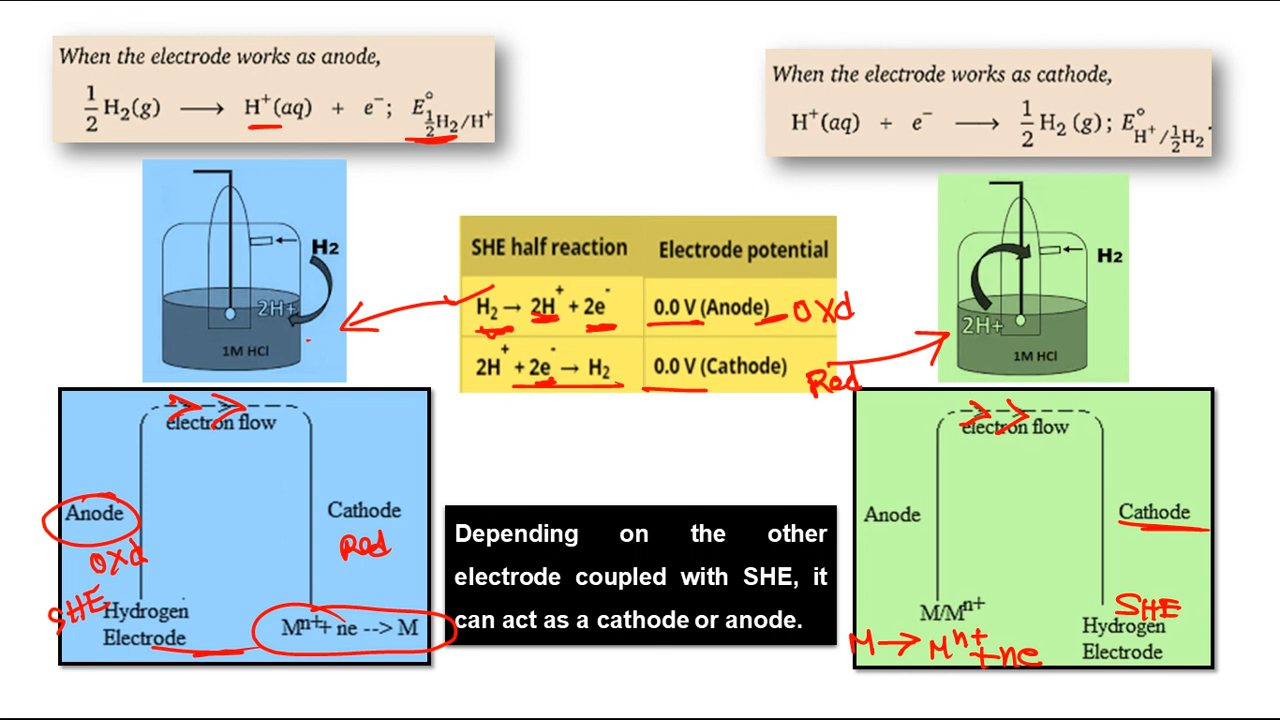 When the electrode works as anode,
½ H₂(g) ⟶ H⁺(aq) + e⁻; E°½H₂/H⁺
When the electrode works as cathode,
H⁺(aq) + e⁻ ⟶ ½ H₂(g); E°H⁺/½H₂.
H2
2H+
1M HCl
SHE half reaction Electrode potential
H₂ → 2H⁺ + 2e⁻ 0.0 V (Anode) oxd
2H⁺ + 2e⁻ → H₂ 0.0 V (Cathode) Red
H2
2H+
1M HCl
electron flow
Anode
oxd
Cathode
Red
SHE
Hydrogen
Electrode
Mⁿ⁺+ ne --> M
Depending on the other
electrode coupled with SHE, it
can act as a cathode or anode.
electron flow
Anode
Cathode
M/Mⁿ⁺
M → Mⁿ⁺
+ne
SHE
Hydrogen
Electrode